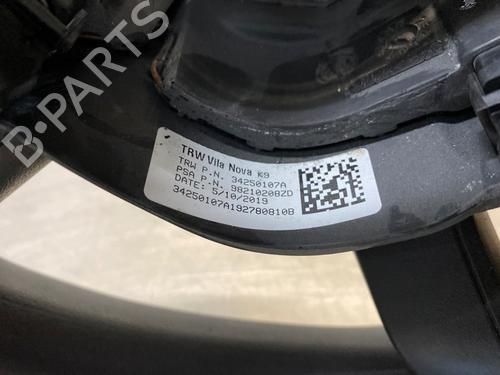 B-PARTS
TRW Vila Nova K9
TRW P.N. 34250107A
PSA P.N. 98210208ZD
DATE: 5/10/2019
34250107A192780810B